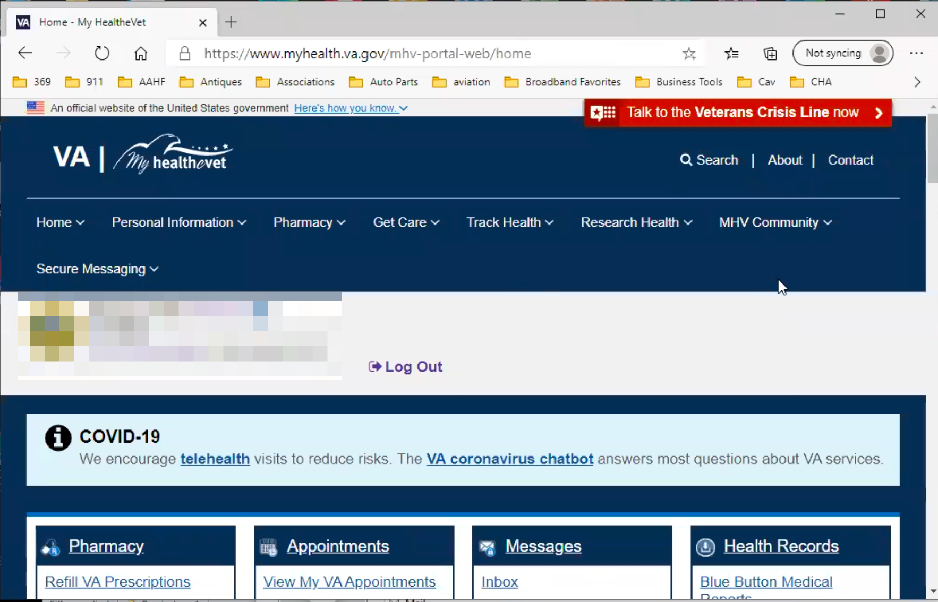 VA Home - My HealtheVet
https://www.myhealth.va.gov/mhv-portal-web/home
Not syncing
369 911 AAHF Antiques Associations Auto Parts aviation Broadband Favorites Business Tools Cav CHA
An official website of the United States government Here's how you know.
Talk to the Veterans Crisis Line now
VA | My healthevet
Search | About | Contact
Home Personal Information Pharmacy Get Care Track Health Research Health MHV Community
Secure Messaging
Log Out
COVID-19
We encourage telehealth visits to reduce risks. The VA coronavirus chatbot answers most questions about VA services.
Pharmacy Appointments Messages Health Records
Refill VA Prescriptions View My VA Appointments Inbox Blue Button Medical
Reports